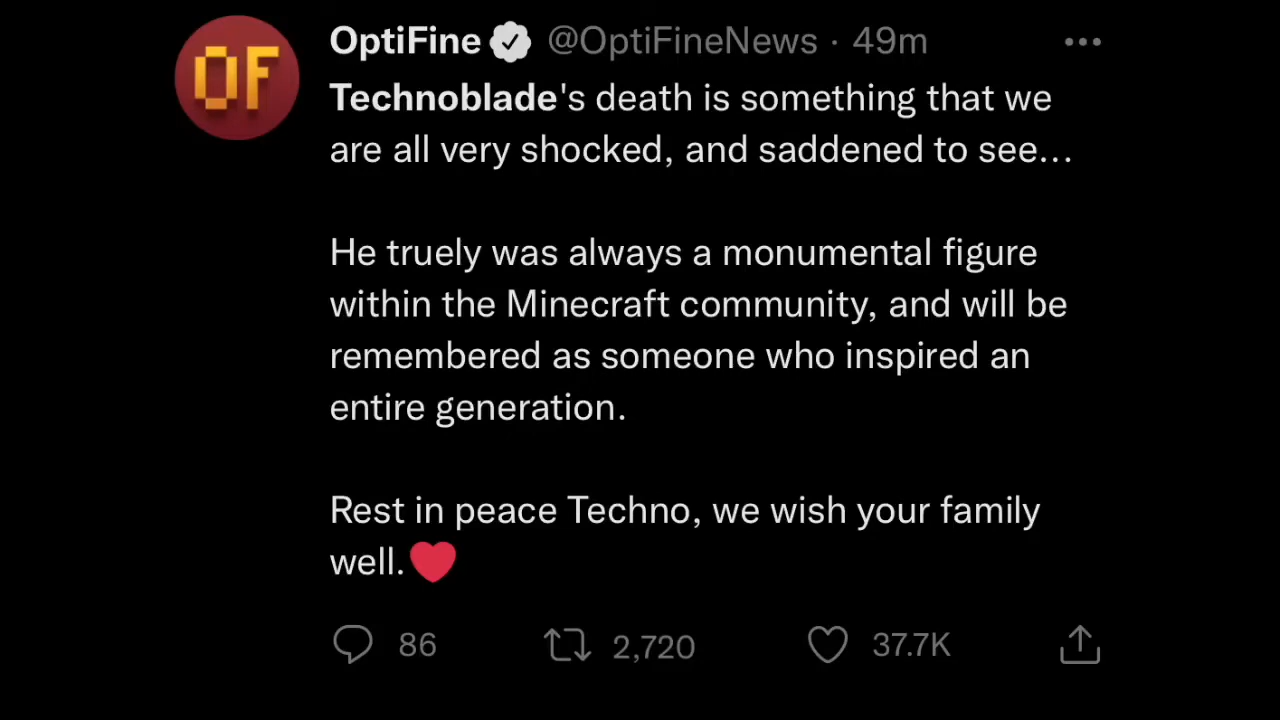 OF
OptiFine @OptiFineNews · 49m
Technoblade's death is something that we
are all very shocked, and saddened to see...
He truely was always a monumental figure
within the Minecraft community, and will be
remembered as someone who inspired an
entire generation.
Rest in peace Techno, we wish your family
well.❤️
86 2,720 37.7K